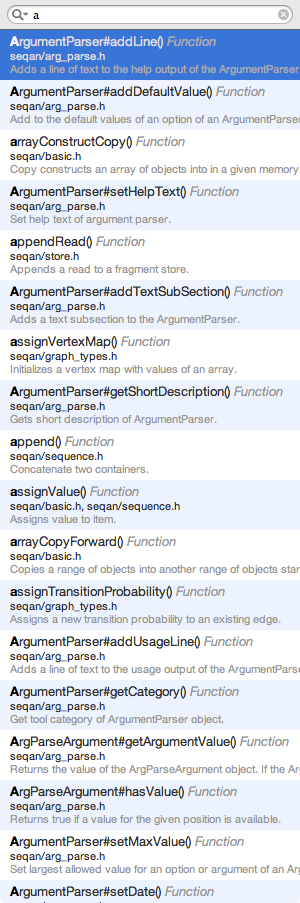 a
ArgumentParser#addLine() Function
seqan/arg_parse.h
Adds a line of text to the help output of the ArgumentParser
ArgumentParser#addDefaultValue() Function
seqan/arg_parse.h
Add to the default values of an option of an ArgumentParser
arrayConstructCopy() Function
seqan/basic.h
Copy constructs an array of objects into in a given memory
ArgumentParser#setHelpText() Function
seqan/arg_parse.h
Set help text of argument parser.
appendRead() Function
seqan/store.h
Appends a read to a fragment store.
ArgumentParser#addTextSubSection() Function
seqan/arg_parse.h
Adds a text subsection to the ArgumentParser.
assignVertexMap() Function
seqan/graph_types.h
Initializes a vertex map with values of an array.
ArgumentParser#getShortDescription() Function
seqan/arg_parse.h
Gets short description of ArgumentParser.
append() Function
seqan/sequence.h
Concatenate two containers.
assignValue() Function
seqan/basic.h, seqan/sequence.h
Assigns value to item.
arrayCopyForward() Function
seqan/basic.h
Copies a range of objects into another range of objects star
assignTransitionProbability() Function
seqan/graph_types.h
Assigns a new transition probability to an existing edge.
ArgumentParser#addUsageLine() Function
seqan/arg_parse.h
Adds a line of text to the usage output of the ArgumentParse
ArgumentParser#getCategory() Function
seqan/arg_parse.h
Get tool category of ArgumentParser object.
ArgParseArgument#getArgumentValue() Function
seqan/arg_parse.h
Returns the value of the ArgParseArgument object. If the Ar
ArgParseArgument#hasValue() Function
seqan/arg_parse.h
Returns true if a value for the given position is available.
ArgumentParser#setMaxValue() Function
seqan/arg_parse.h
Set largest allowed value for an option or argument of an Arg
ArgumentParser#setDate() Function